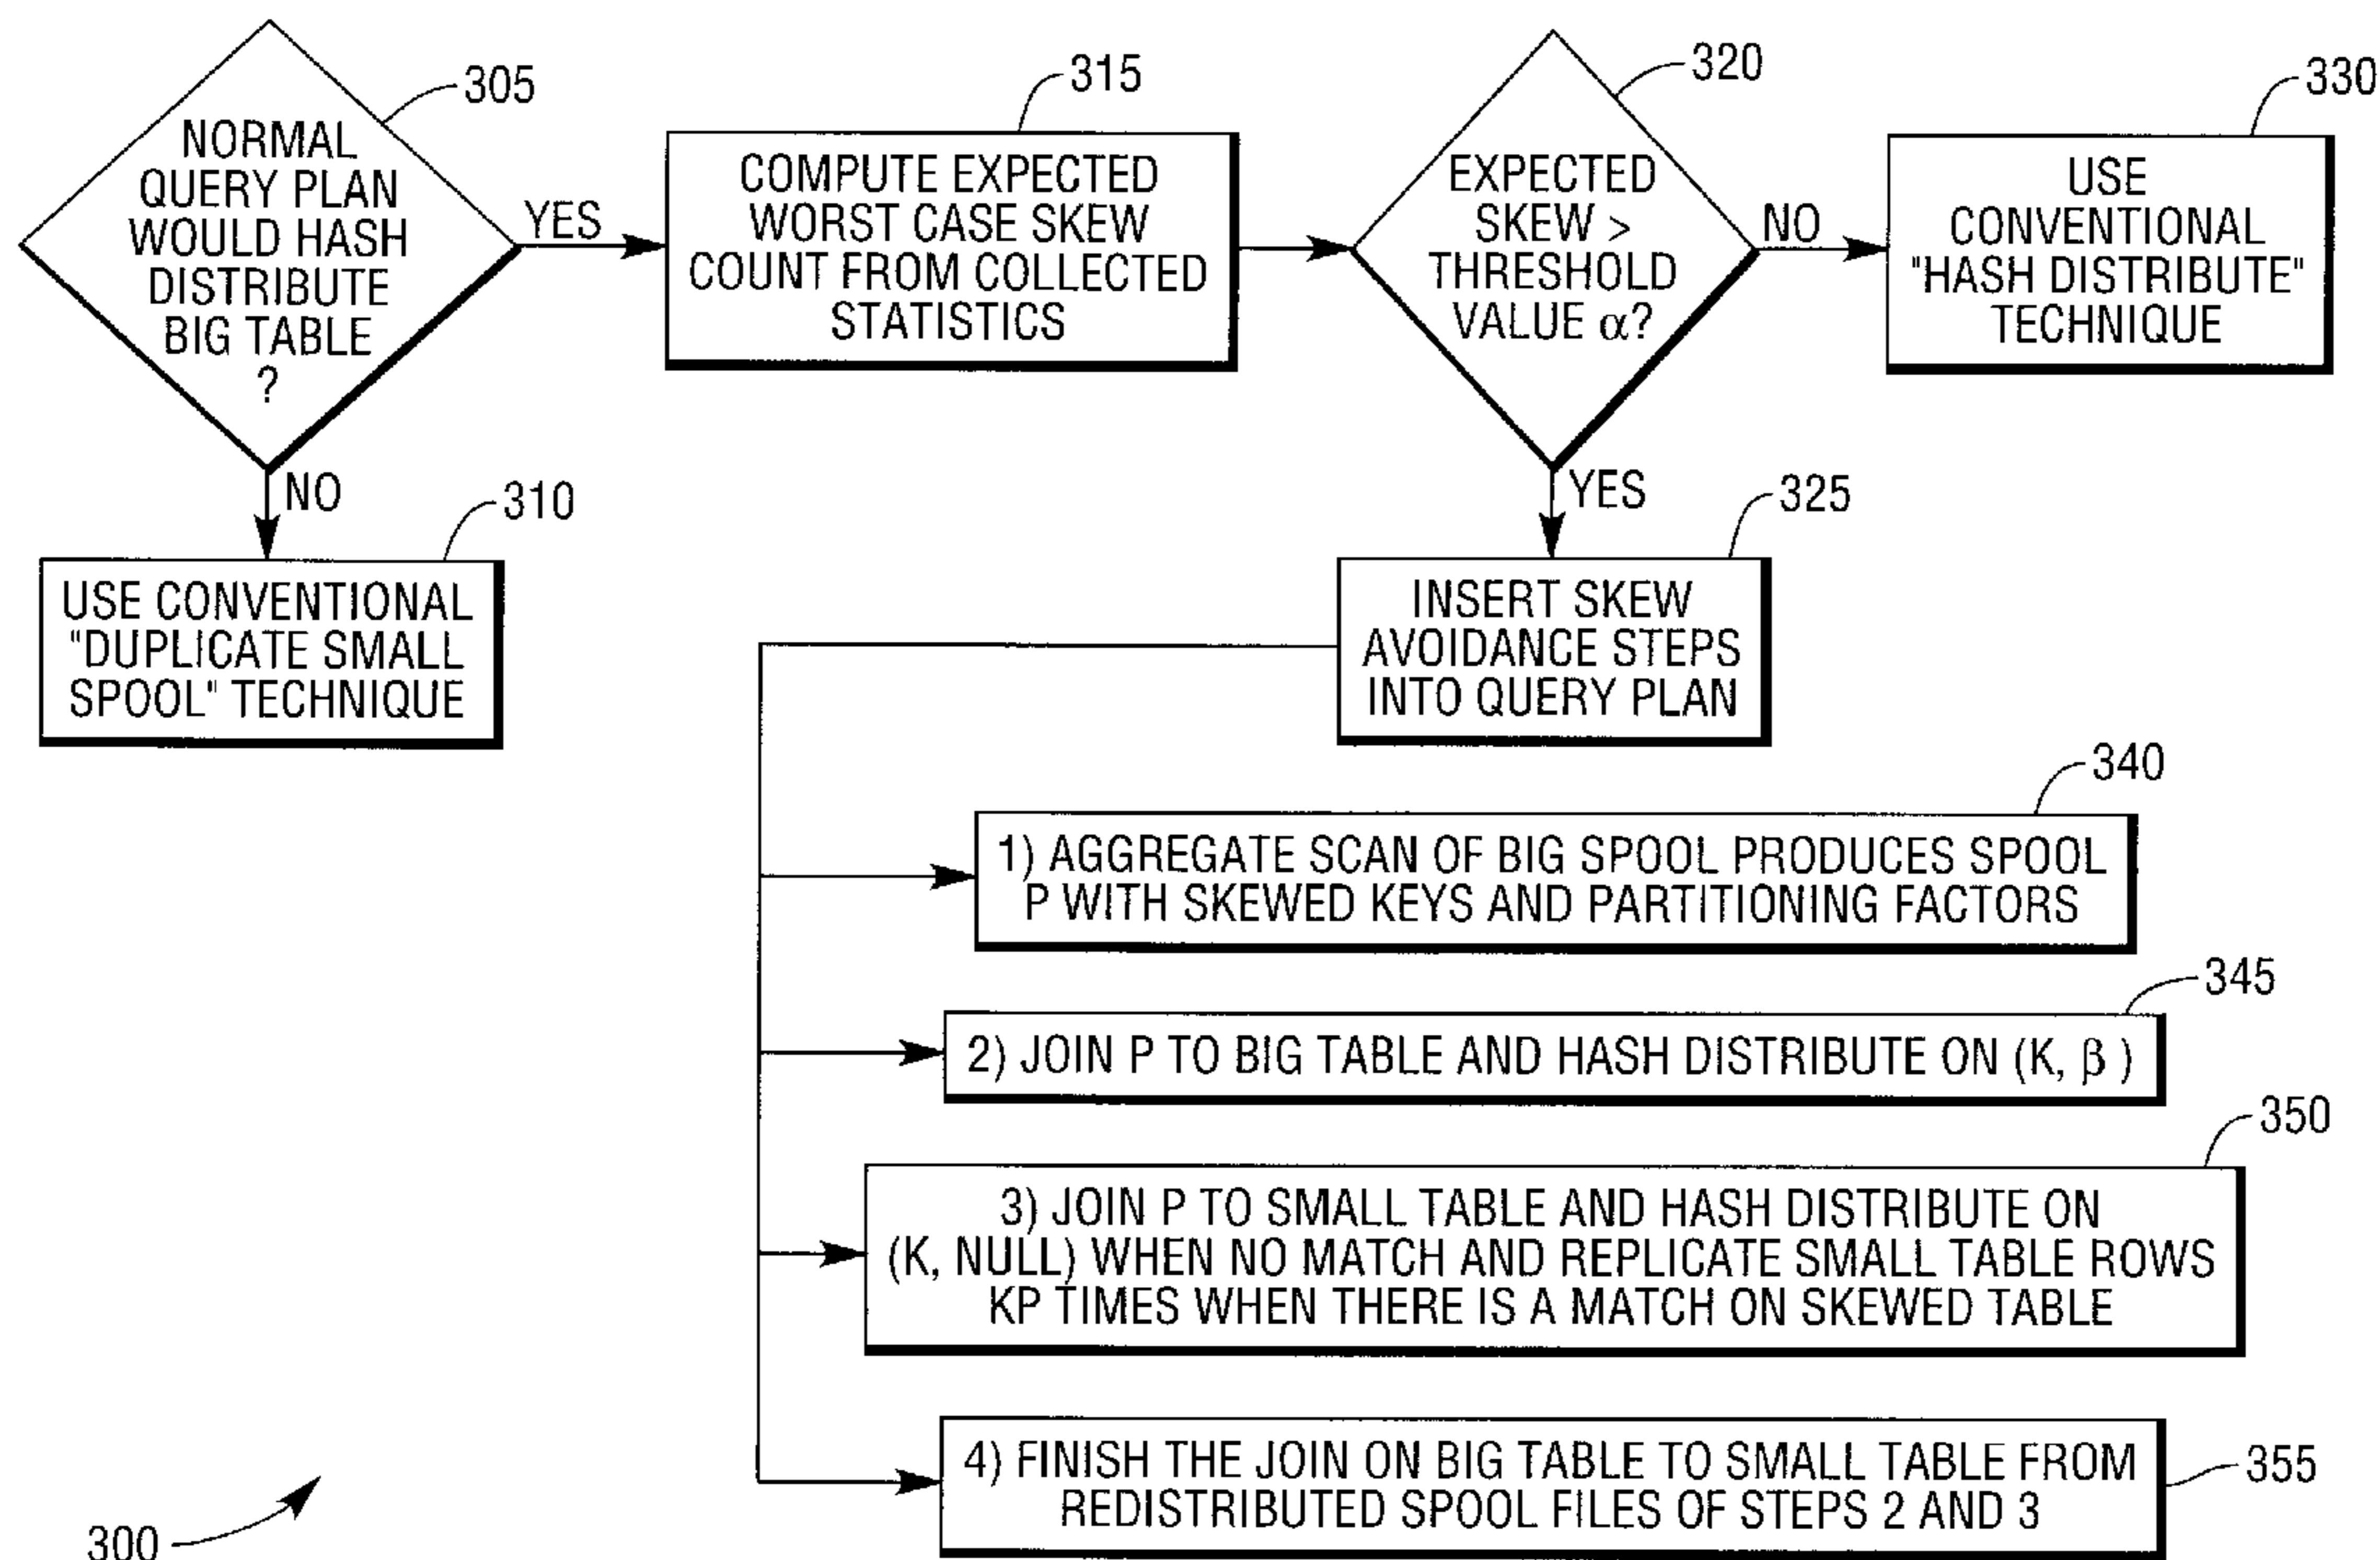 305
NORMAL
QUERY PLAN
WOULD HASH
DISTRIBUTE
BIG TABLE
?
YES
NO
310
USE CONVENTIONAL
"DUPLICATE SMALL
SPOOL" TECHNIQUE
315
COMPUTE EXPECTED
WORST CASE SKEW
COUNT FROM COLLECTED
STATISTICS
320
EXPECTED
SKEW >
THRESHOLD
VALUE α?
NO
330
USE
CONVENTIONAL
"HASH DISTRIBUTE"
TECHNIQUE
YES
325
INSERT SKEW
AVOIDANCE STEPS
INTO QUERY PLAN
340
1) AGGREGATE SCAN OF BIG SPOOL PRODUCES SPOOL
P WITH SKEWED KEYS AND PARTITIONING FACTORS
345
2) JOIN P TO BIG TABLE AND HASH DISTRIBUTE ON (K, β )
350
3) JOIN P TO SMALL TABLE AND HASH DISTRIBUTE ON
(K, NULL) WHEN NO MATCH AND REPLICATE SMALL TABLE ROWS
KP TIMES WHEN THERE IS A MATCH ON SKEWED TABLE
4) FINISH THE JOIN ON BIG TABLE TO SMALL TABLE FROM
REDISTRIBUTED SPOOL FILES OF STEPS 2 AND 3
355
300